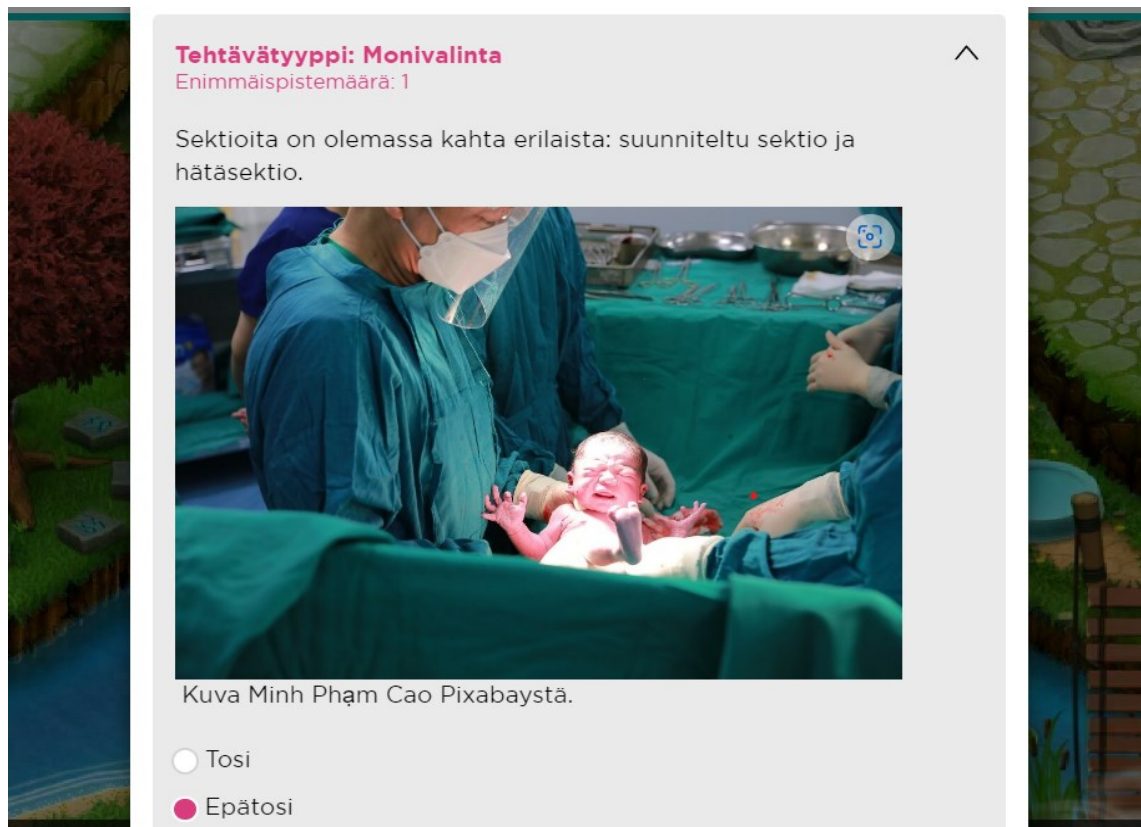 Tehtävätyyppi: Monivalinta
Enimmäispistemäärä: 1
Sektioita on olemassa kahta erilaista: suunniteltu sektio ja
hätäsektio.
Kuva Minh Phạm Cao Pixabaystä.
Tosi
Epätosi